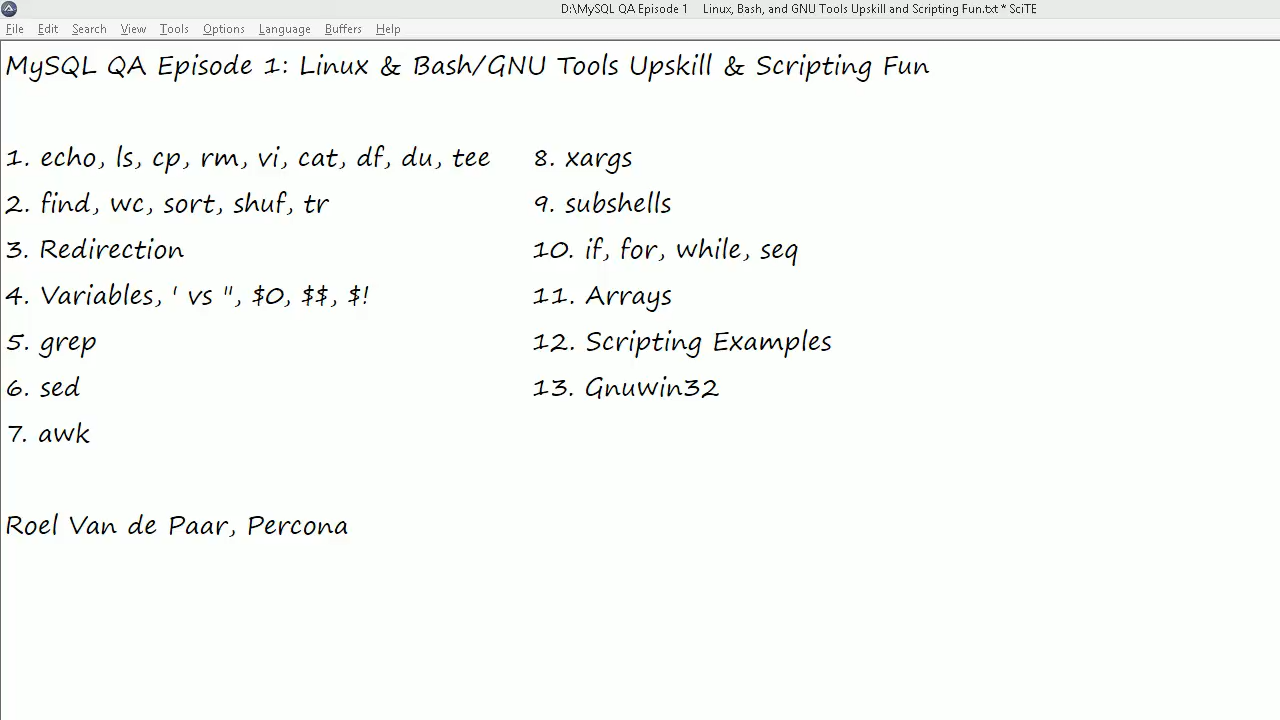 D:\MySQL QA Episode 1    Linux, Bash, and GNU Tools Upskill and Scripting Fun.txt * SciTE
File Edit Search View Tools Options Language Buffers Help
MySQL QA Episode 1: Linux & Bash/GNU Tools Upskill & Scripting Fun
1. echo, ls, cp, rm, vi, cat, df, du, tee
2. find, wc, sort, shuf, tr
3. Redirection
4. Variables, ' vs ", $0, $$, $!
5. grep
6. sed
7. awk
8. xargs
9. subshells
10. if, for, while, seq
11. Arrays
12. Scripting Examples
13. Gnuwin32
Roel Van de Paar, Percona